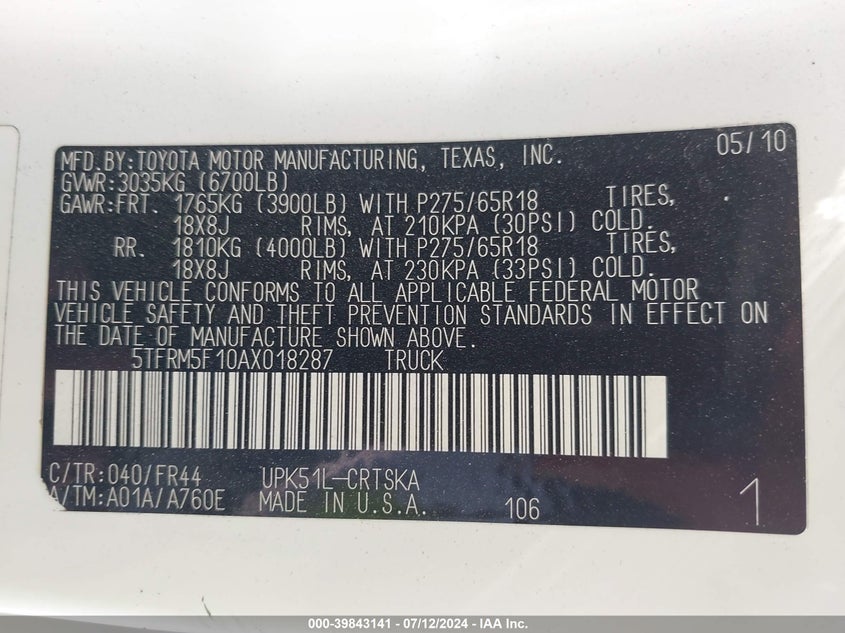 05/10
MFD.BY:TOYOTA MOTOR MANUFACTURING, TEXAS, INC.
GVWR:3035KG (6700LB)
GAWR:FRT. 1765KG (3900LB) WITH P275/65R18 TIRES,
18X8J RIMS, AT 210KPA (30PSI) COLD.
RR. 1810KG (4000LB) WITH P275/65R18 TIRES,
18X8J RIMS, AT 230KPA (33PSI) COLD.
THIS VEHICLE CONFORMS TO ALL APPLICABLE FEDERAL MOTOR
VEHICLE SAFETY AND THEFT PREVENTION STANDARDS IN EFFECT ON
THE DATE OF MANUFACTURE SHOWN ABOVE.
5TFRM5F10AX018287 TRUCK
C/TR:040/FR44 UPK51L-CRTSKA
A/TM:A01A/A760E MADE IN U.S.A. 106 1
000-39843141 - 07/12/2024 - IAA Inc.